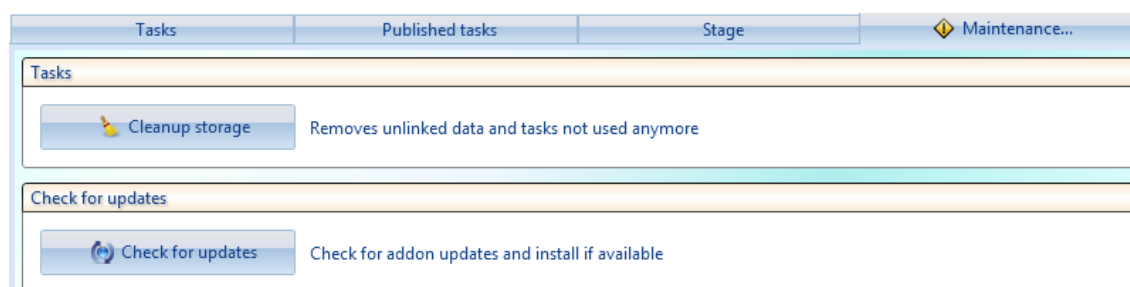 Tasks Published tasks Stage Maintenance...
Tasks
Cleanup storage Removes unlinked data and tasks not used anymore
Check for updates
Check for updates Check for addon updates and install if available